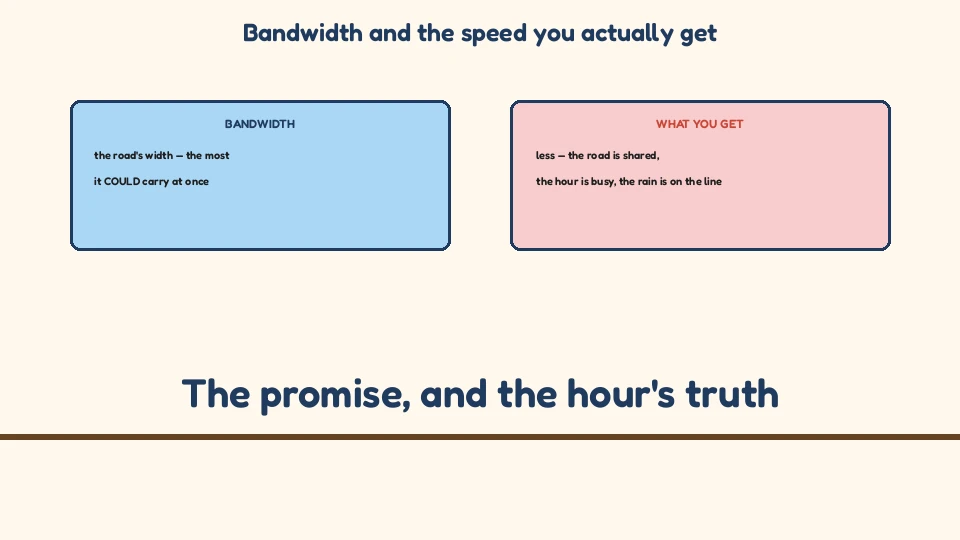 Bandwidth and the speed you actually get
BANDWIDTH
the road's width — the most
it COULD carry at once
WHAT YOU GET
less — the road is shared,
the hour is busy, the rain is on the line
The promise, and the hour's truth